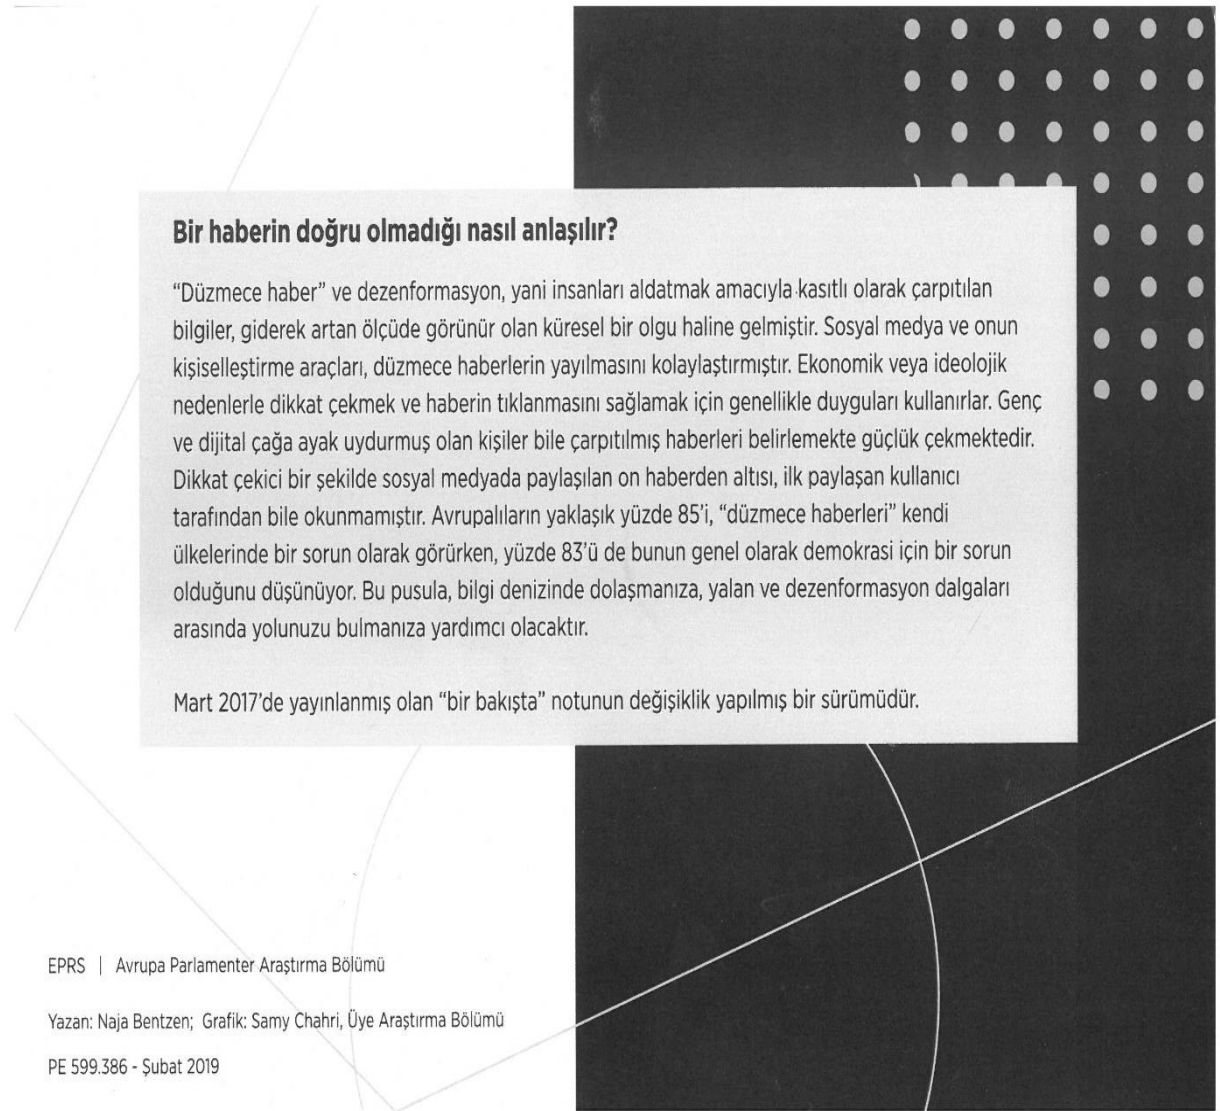 Bir haberin doğru olmadığı nasıl anlaşılır?
“Düzmece haber” ve dezenformasyon, yani insanları aldatmak amacıyla kasıtlı olarak çarpıtılan
bilgiler, giderek artan ölçüde görünür olan küresel bir olgu haline gelmiştir. Sosyal medya ve onun
kişiselleştirme araçları, düzmece haberlerin yayılmasını kolaylaştırmıştır. Ekonomik veya ideolojik
nedenlerle dikkat çekmek ve haberin tıklanmasını sağlamak için genellikle duyguları kullanırlar. Genç
ve dijital çağa ayak uydurmuş olan kişiler bile çarpıtılmış haberleri belirlemekte güçlük çekmektedir.
Dikkat çekici bir şekilde sosyal medyada paylaşılan on haberden altısı, ilk paylaşan kullanıcı
tarafından bile okunmamıştır. Avrupalıların yaklaşık yüzde 85’i, “düzmece haberleri” kendi
ülkelerinde bir sorun olarak görürken, yüzde 83’ü de bunun genel olarak demokrasi için bir sorun
olduğunu düşünüyor. Bu pusula, bilgi denizinde dolaşmanıza, yalan ve dezenformasyon dalgaları
arasında yolunuzu bulmanıza yardımcı olacaktır.
Mart 2017’de yayınlanmış olan “bir bakışta” notunun değişiklik yapılmış bir sürümüdür.
EPRS | Avrupa Parlamenter Araştırma Bölümü
Yazan: Naja Bentzen; Grafik: Samy Chahri, Üye Araştırma Bölümü
PE 599.386 - Şubat 2019